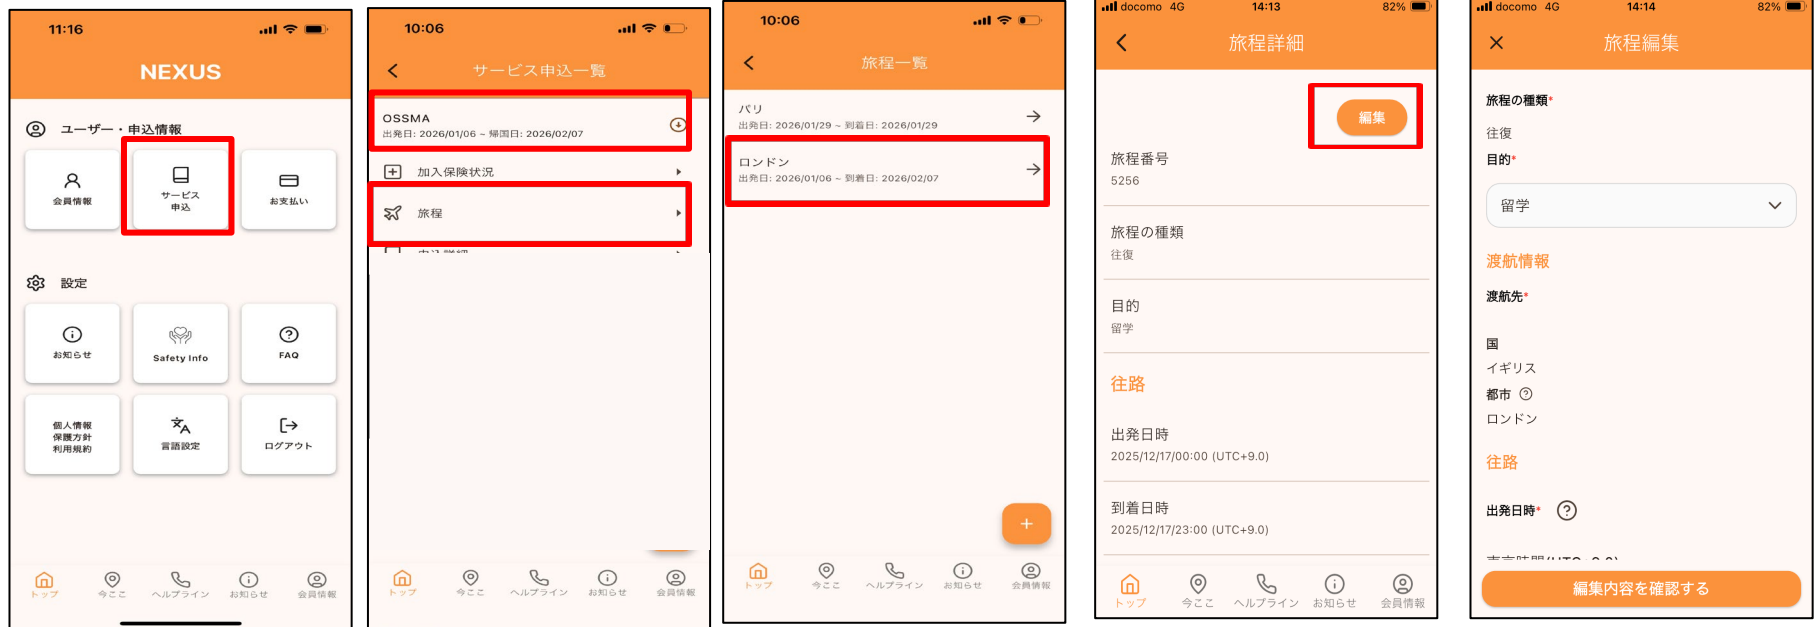 11:16
NEXUS
ユーザー・申込情報
会員情報
サービス
申込
お支払い
設定
お知らせ
Safety Info
FAQ
個人情報
保護方針
利用規約
言語設定
ログアウト
トップ
今ここ
ヘルプライン
お知らせ
会員情報
10:06
サービス申込一覧
OSSMA
出発日: 2026/01/06 ~ 帰国日: 2026/02/07
加入保険状況
旅程
トップ
今ここ
ヘルプライン
お知らせ
会員情報
10:06
旅程一覧
パリ
出発日: 2026/01/29 ~ 到着日: 2026/01/29
ロンドン
出発日: 2026/01/06 ~ 到着日: 2026/02/07
+
トップ
今ここ
ヘルプライン
お知らせ
会員情報
docomo 4G 14:13 82%
旅程詳細
編集
旅程番号
5256
旅程の種類
往復
目的
留学
往路
出発日時
2025/12/17/00:00 (UTC+9.0)
到着日時
2025/12/17/23:00 (UTC+9.0)
トップ
今ここ
ヘルプライン
お知らせ
会員情報
docomo 4G 14:14 82%
旅程編集
旅程の種類*
往復
目的*
留学
渡航情報
渡航先*
国
イギリス
都市
ロンドン
往路
出発日時*
編集内容を確認する